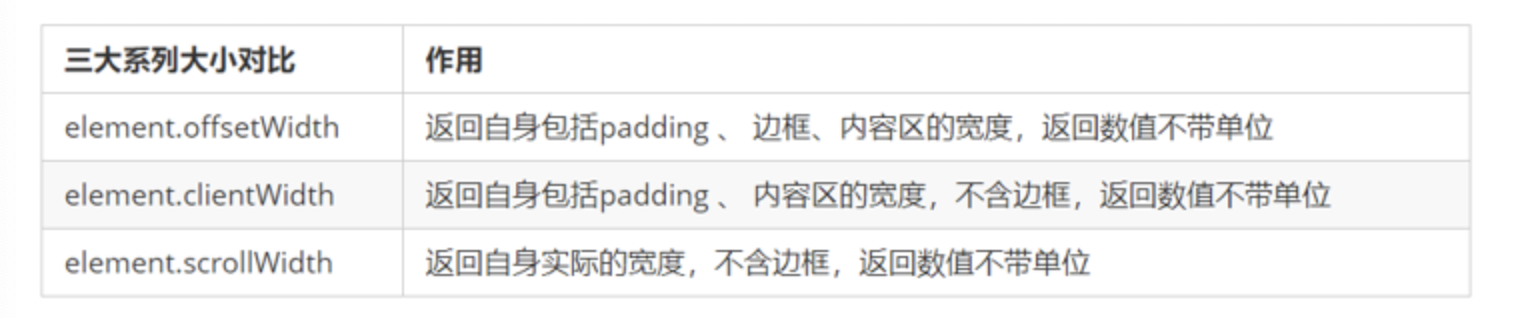 三大系列大小对比 作用
element.offsetWidth 返回自身包括padding 、 边框、内容区的宽度，返回数值不带单位
element.clientWidth 返回自身包括padding 、 内容区的宽度，不含边框，返回数值不带单位
element.scrollWidth 返回自身实际的宽度，不含边框，返回数值不带单位